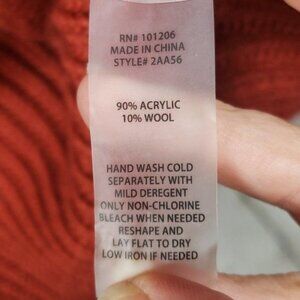 RN# 101206
MADE IN CHINA
STYLE# 2AA56
90% ACRYLIC
10% WOOL
HAND WASH COLD
SEPARATELY WITH
MILD DEREGENT
ONLY NON-CHLORINE
BLEACH WHEN NEEDED
RESHAPE AND
LAY FLAT TO DRY
LOW IRON IF NEEDED